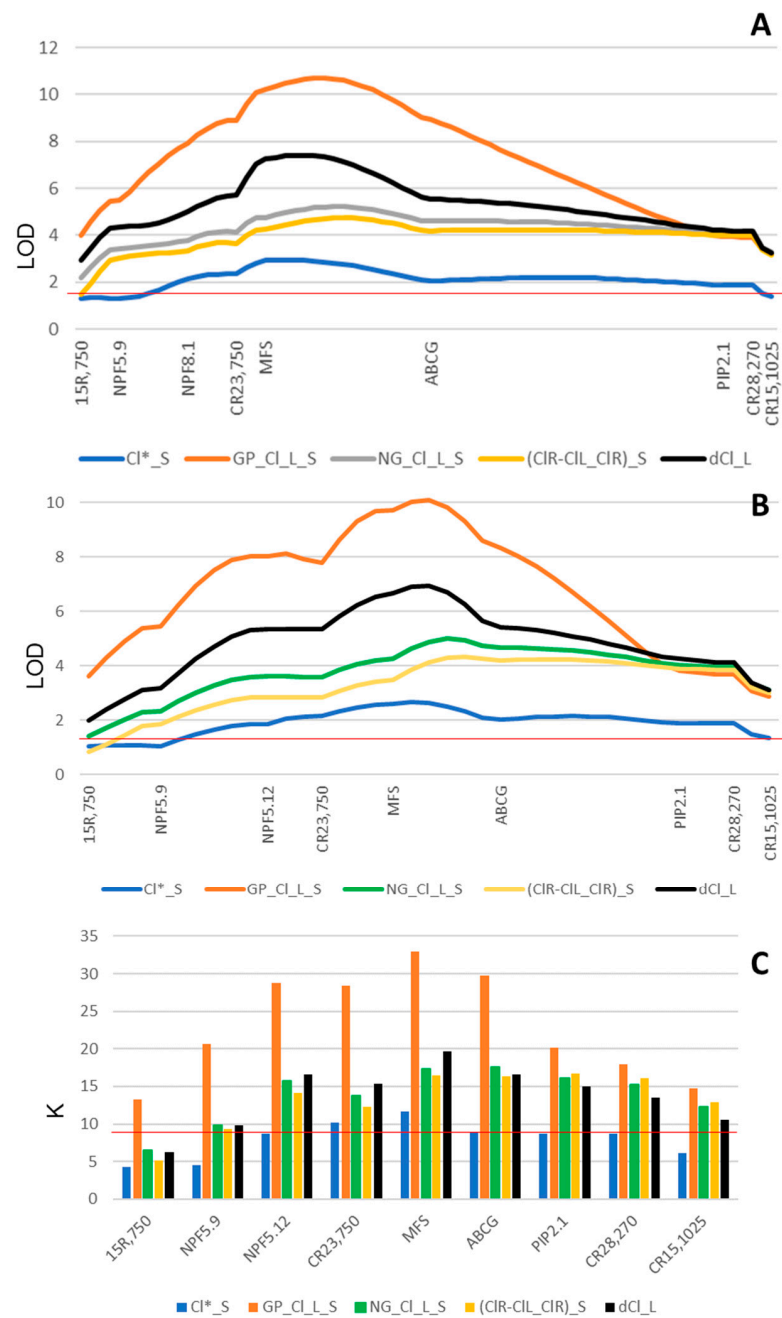 A
12
10
8
6
4
2
0
LOD
15R,750
NPF5.9
NPF8.1
CR23,750
MFS
ABCG
PIP2.1
CR28,270
CR15,1025
Cl*_S GP_Cl_L_S NG_Cl_L_S (ClR-ClL_ClR)_S dCl_L
B
10
8
6
4
2
0
LOD
15R,750
NPF5.9
NPF5.12
CR23,750
MFS
ABCG
PIP2.1
CR28,270
CR15,1025
Cl*_S GP_Cl_L_S NG_Cl_L_S (ClR-ClL_ClR)_S dCl_L
C
35
30
25
20
15
10
5
0
K
15R,750
NPF5.9
NPF5.12
CR23,750
MFS
ABCG
PIP2.1
CR28,270
CR15,1025
Cl*_S GP_Cl_L_S NG_Cl_L_S (ClR-ClL_ClR)_S dCl_L